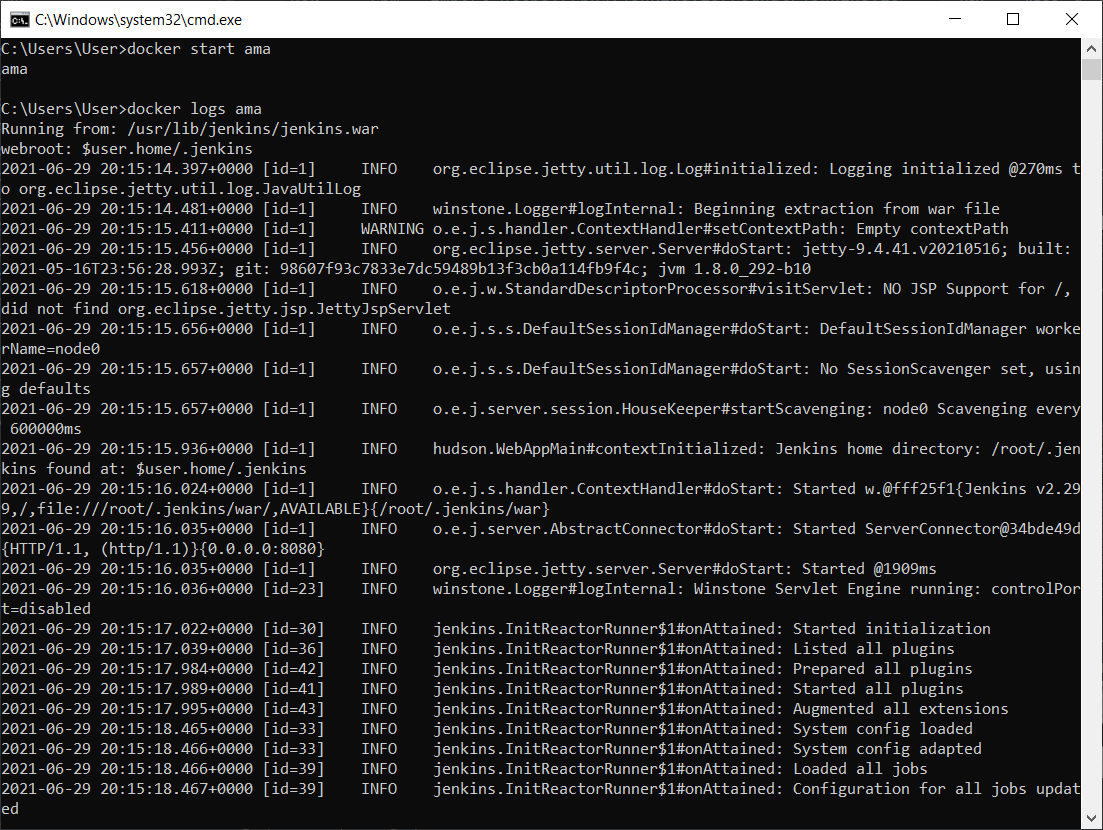 C:\Windows\system32\cmd.exe
C:\Users\User>docker start ama
ama
C:\Users\User>docker logs ama
Running from: /usr/lib/jenkins/jenkins.war
webroot: $user.home/.jenkins
2021-06-29 20:15:14.397+0000 [id=1]     INFO    org.eclipse.jetty.util.log.Log#initialized: Logging initialized @270ms t
o org.eclipse.jetty.util.log.JavaUtilLog
2021-06-29 20:15:14.481+0000 [id=1]     INFO    winstone.Logger#logInternal: Beginning extraction from war file
2021-06-29 20:15:15.411+0000 [id=1]     WARNING o.e.j.s.handler.ContextHandler#setContextPath: Empty contextPath
2021-06-29 20:15:15.456+0000 [id=1]     INFO    org.eclipse.jetty.server.Server#doStart: jetty-9.4.41.v20210516; built:
2021-05-16T23:56:28.993Z; git: 98607f93c7833e7dc59489b13f3cb0a114fb9f4c; jvm 1.8.0_292-b10
2021-06-29 20:15:15.618+0000 [id=1]     INFO    o.e.j.w.StandardDescriptorProcessor#visitServlet: NO JSP Support for /,
did not find org.eclipse.jetty.jsp.JettyJspServlet
2021-06-29 20:15:15.656+0000 [id=1]     INFO    o.e.j.s.s.DefaultSessionIdManager#doStart: DefaultSessionIdManager worke
rName=node0
2021-06-29 20:15:15.657+0000 [id=1]     INFO    o.e.j.s.s.DefaultSessionIdManager#doStart: No SessionScavenger set, usin
g defaults
2021-06-29 20:15:15.657+0000 [id=1]     INFO    o.e.j.server.session.HouseKeeper#startScavenging: node0 Scavenging every
 600000ms
2021-06-29 20:15:15.936+0000 [id=1]     INFO    hudson.WebAppMain#contextInitialized: Jenkins home directory: /root/.jen
kins found at: $user.home/.jenkins
2021-06-29 20:15:16.024+0000 [id=1]     INFO    o.e.j.s.handler.ContextHandler#doStart: Started w.@fff25f1{Jenkins v2.29
9,/,file:///root/.jenkins/war/,AVAILABLE}{/root/.jenkins/war}
2021-06-29 20:15:16.035+0000 [id=1]     INFO    o.e.j.server.AbstractConnector#doStart: Started ServerConnector@34bde49d
{HTTP/1.1, (http/1.1)}{0.0.0.0:8080}
2021-06-29 20:15:16.035+0000 [id=1]     INFO    org.eclipse.jetty.server.Server#doStart: Started @1909ms
2021-06-29 20:15:16.036+0000 [id=23]    INFO    winstone.Logger#logInternal: Winstone Servlet Engine running: controlPor
t=disabled
2021-06-29 20:15:17.022+0000 [id=30]    INFO    jenkins.InitReactorRunner$1#onAttained: Started initialization
2021-06-29 20:15:17.039+0000 [id=36]    INFO    jenkins.InitReactorRunner$1#onAttained: Listed all plugins
2021-06-29 20:15:17.984+0000 [id=42]    INFO    jenkins.InitReactorRunner$1#onAttained: Prepared all plugins
2021-06-29 20:15:17.989+0000 [id=41]    INFO    jenkins.InitReactorRunner$1#onAttained: Started all plugins
2021-06-29 20:15:17.995+0000 [id=43]    INFO    jenkins.InitReactorRunner$1#onAttained: Augmented all extensions
2021-06-29 20:15:18.465+0000 [id=33]    INFO    jenkins.InitReactorRunner$1#onAttained: System config loaded
2021-06-29 20:15:18.466+0000 [id=33]    INFO    jenkins.InitReactorRunner$1#onAttained: System config adapted
2021-06-29 20:15:18.466+0000 [id=39]    INFO    jenkins.InitReactorRunner$1#onAttained: Loaded all jobs
2021-06-29 20:15:18.467+0000 [id=39]    INFO    jenkins.InitReactorRunner$1#onAttained: Configuration for all jobs updat
ed